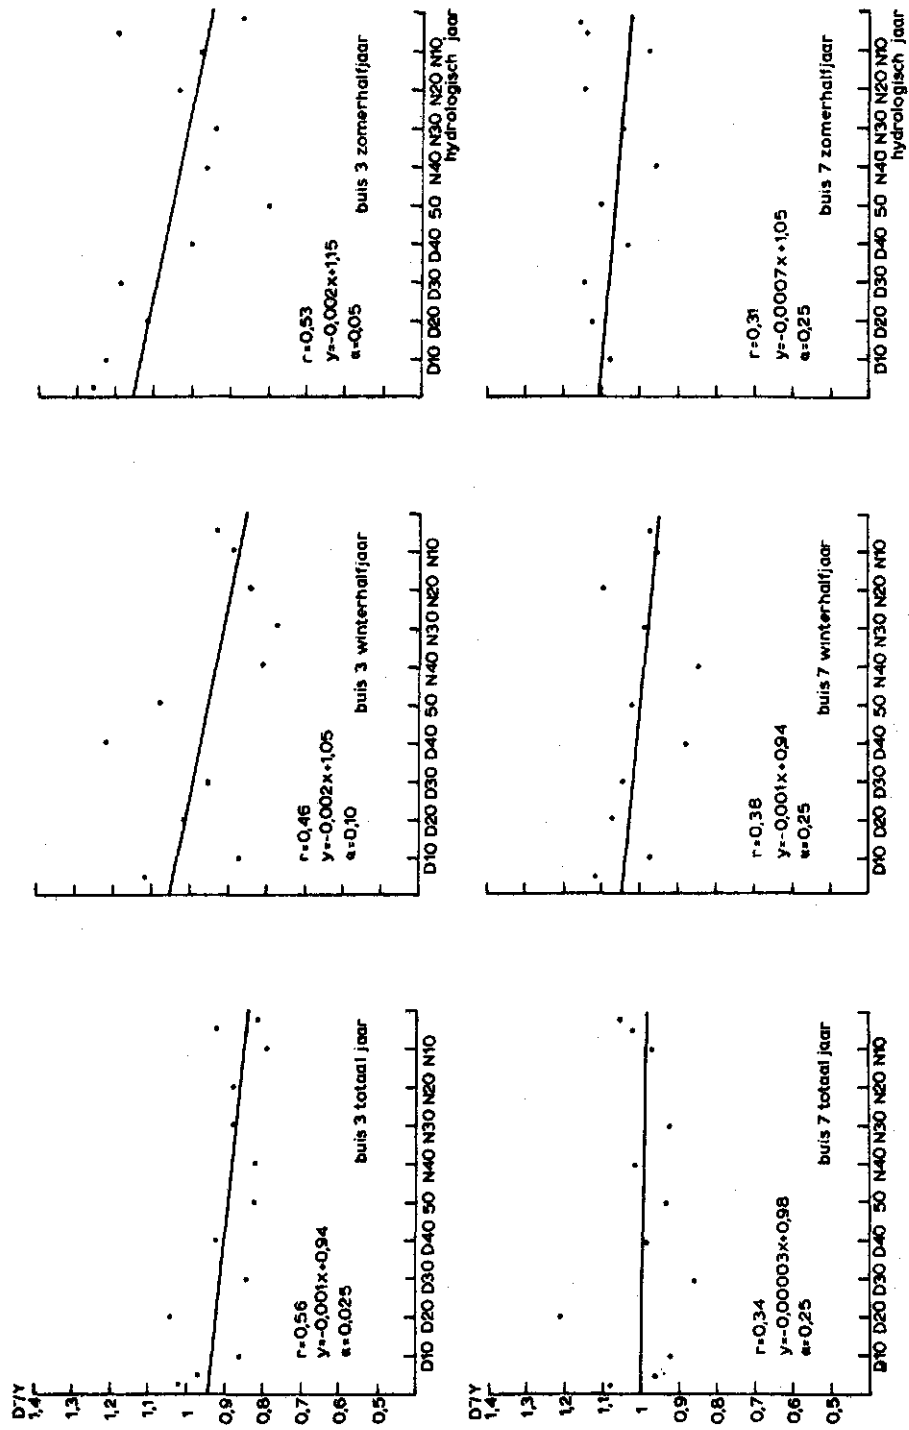 D'/Y
1,4
1,3
1,1
1
0,9
0,8
0,7
0,5
r=0,56
y=-0,001x+0,94
α=0,025
buis 3 totaal jaar
D10 D20 D30 D40 50 N40 N30 N20 N10
r=0,46
y=-0,002x+1,05
α=0,10
buis 3 winterhalfjaar
D10 D20 D30 D40 50 N40 N30 N20 N10
r=0,53
y=-0,002x+1,15
α=0,05
buis 3 zomerhalfjaar
D10 D20 D30 D40 50 N40 N30 N20 N10
hydrologisch jaar
D'/Y
1,4
1,3
1,1
1
0,9
0,8
0,7
0,5
r=0,34
y=-0,00003x+0,98
α=0,25
buis 7 totaal jaar
D10 D20 D30 D40 50 N40 N30 N20 N10
r=0,38
y=-0,001x+0,94
α=0,25
buis 7 winterhalfjaar
D10 D20 D30 D40 50 N40 N30 N20 N10
r=0,31
y=-0,0007x+1,05
α=0,25
buis 7 zomerhalfjaar
D10 D20 D30 D40 50 N40 N30 N20 N10
hydrologisch jaar